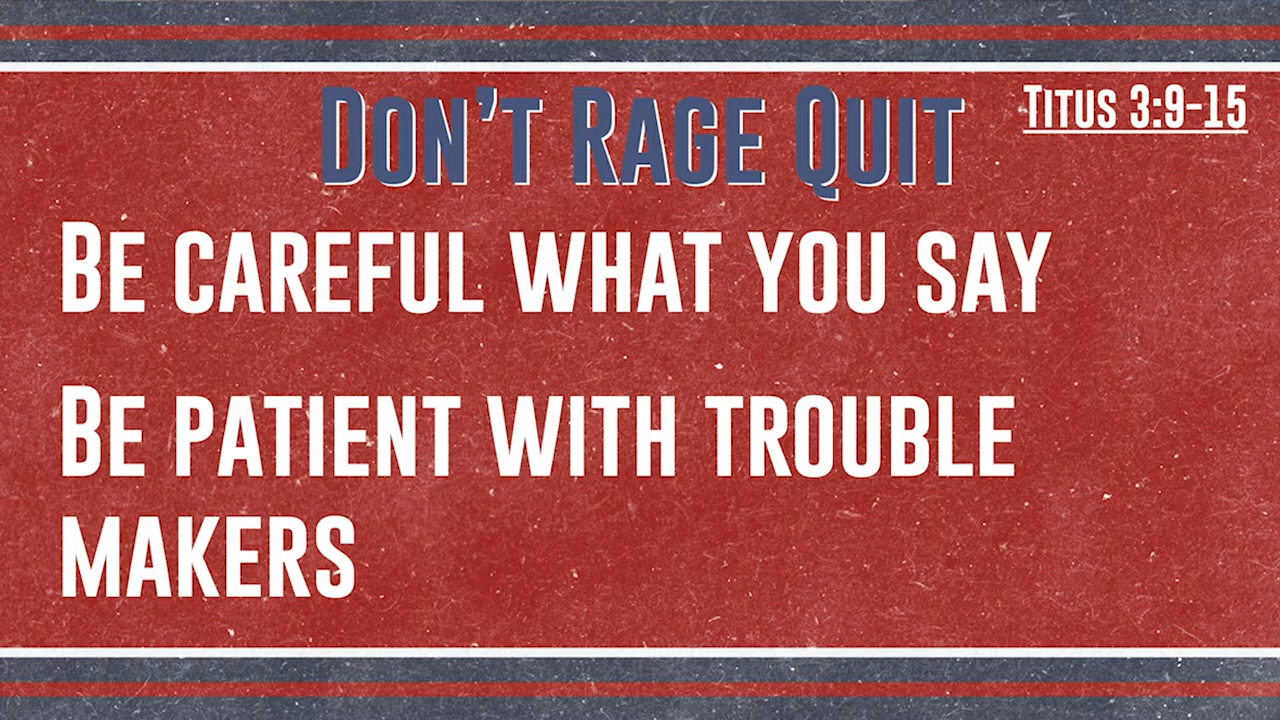 Don't Rage Quit
Titus 3:9-15
Be careful what you say
Be patient with trouble
makers